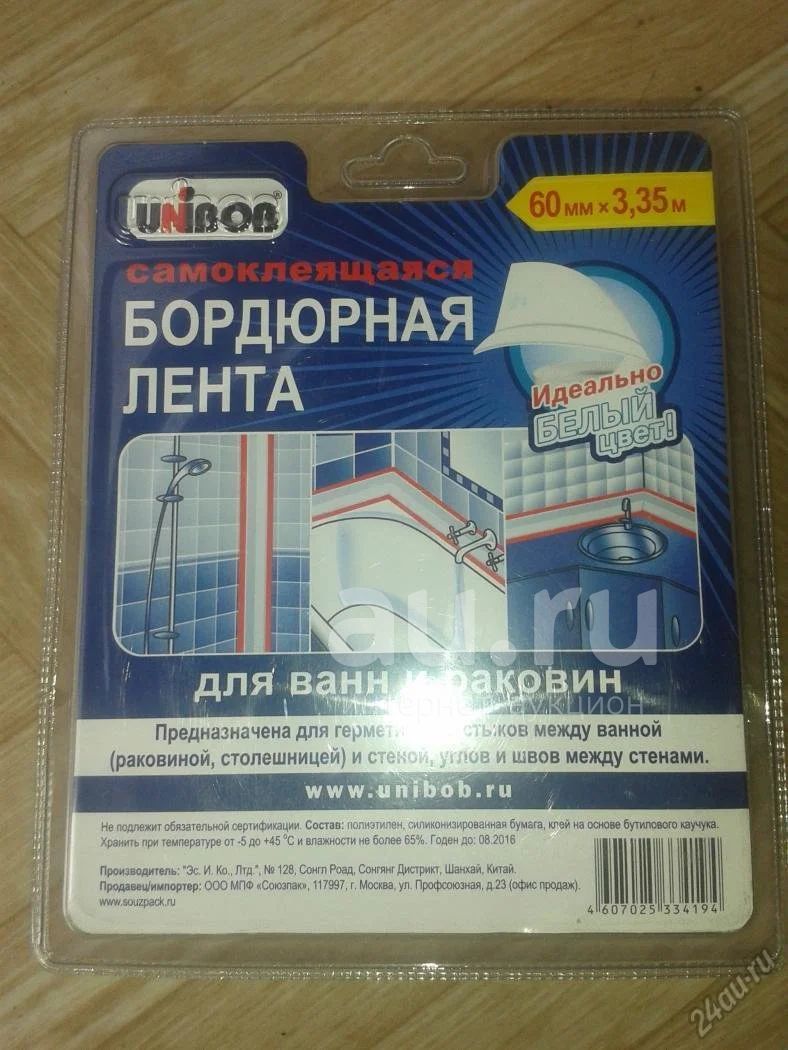 UNIBOB®
60 мм × 3,35 м
самоклеящаяся
БОРДЮРНАЯ
ЛЕНТА
Идеально
БЕЛЫЙ
цвет!
au.ru
для ванн и раковин
Предназначена для стыков между ванной
(раковиной, столешницей) и стеной, углов и швов между стенами.
www.unibob.ru
Не подлежит обязательной сертификации. Состав: полиэтилен, силиконизированная бумага, клей на основе бутилового каучука.
Хранить при температуре от -5 до +45 °С и влажности не более 65%. Годен до: 08.2016
Производитель: "Эс. И. Ко., Лтд.", № 128, Сонгл Роад, Сонгянг Дистрикт, Шанхай, Китай.
Продавец/импортер: ООО МПФ «Союзпак», 117997, г. Москва, ул. Профсоюзная, д.23 (офис продаж).
www.souzpack.ru
4 607025 334194
24au.ru